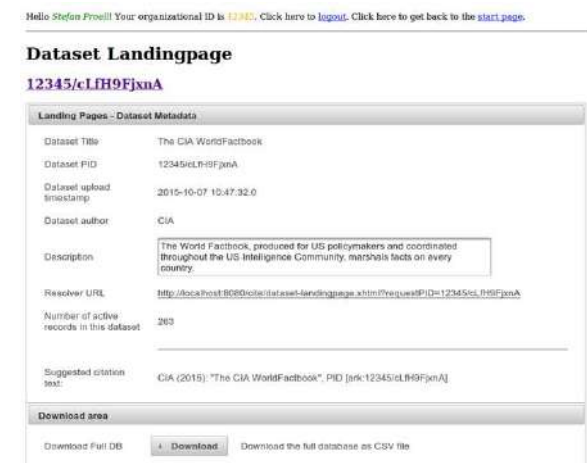 Hello Stefan Proell! Your organizational ID is 12345. Click here to logout. Click here to get back to the start page.
Dataset Landingpage
12345/cLfH9FjxnA
Landing Pages - Dataset Metadata
Dataset Title The CIA WorldFactbook
Dataset PID 12345/cLfH9FjxnA
Dataset upload
timestamp 2015-10-07 10:47:32.0
Dataset author CIA
Description The World Factbook, produced for US policymakers and coordinated
throughout the US Intelligence Community, marshals facts on every
country.
Resolver URL http://localhost:8080/cite/dataset-landingpage.xhtml?requestPID=12345/cLfH9FjxnA
Number of active
records in this dataset 263
Suggested citation
text: CIA (2015): "The CIA WorldFactbook", PID [ark:12345/cLfH9FjxnA]
Download area
Download Full DB Download Download the full database as CSV file